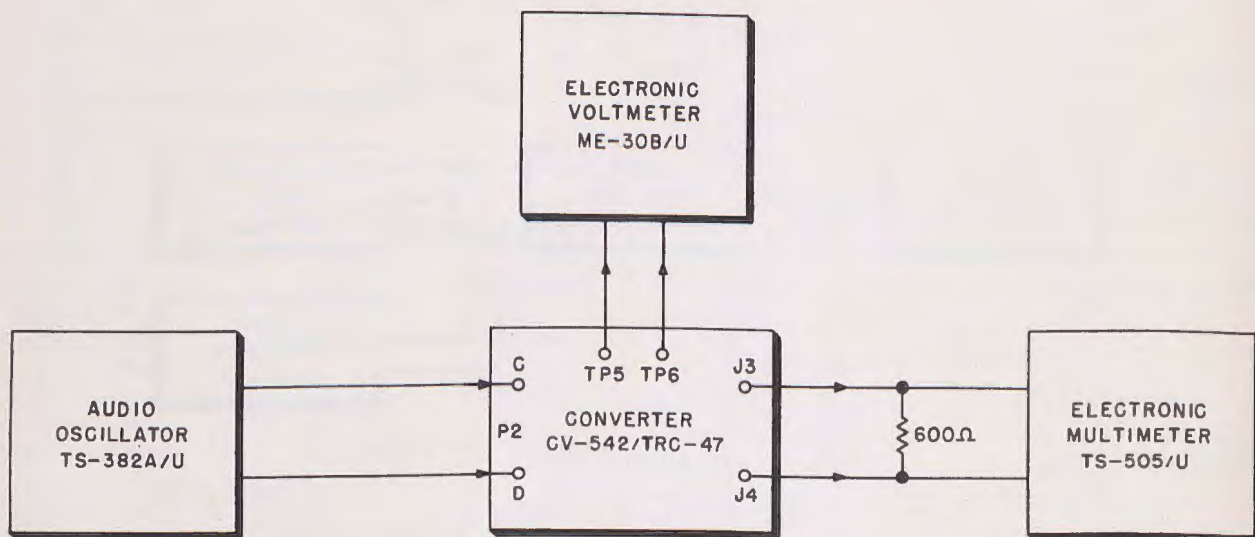 ELECTRONIC
VOLTMETER
ME-30B/U
AUDIO
OSCILLATOR
TS-382A/U
C
P2
D
TP5 TP6
CONVERTER
CV-542/TRC-47
J3
J4
600Ω
ELECTRONIC
MULTIMETER
TS-505/U